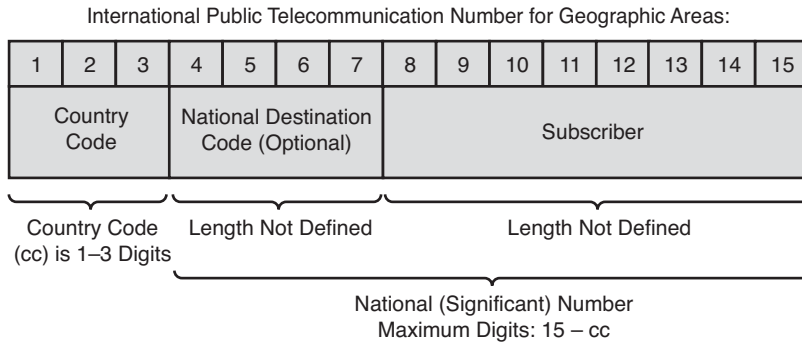 International Public Telecommunication Number for Geographic Areas:
1 2 3 4 5 6 7 8 9 10 11 12 13 14 15
Country
Code
National Destination
Code (Optional)
Subscriber
Country Code
(cc) is 1–3 Digits
Length Not Defined
Length Not Defined
National (Significant) Number
Maximum Digits: 15 – cc